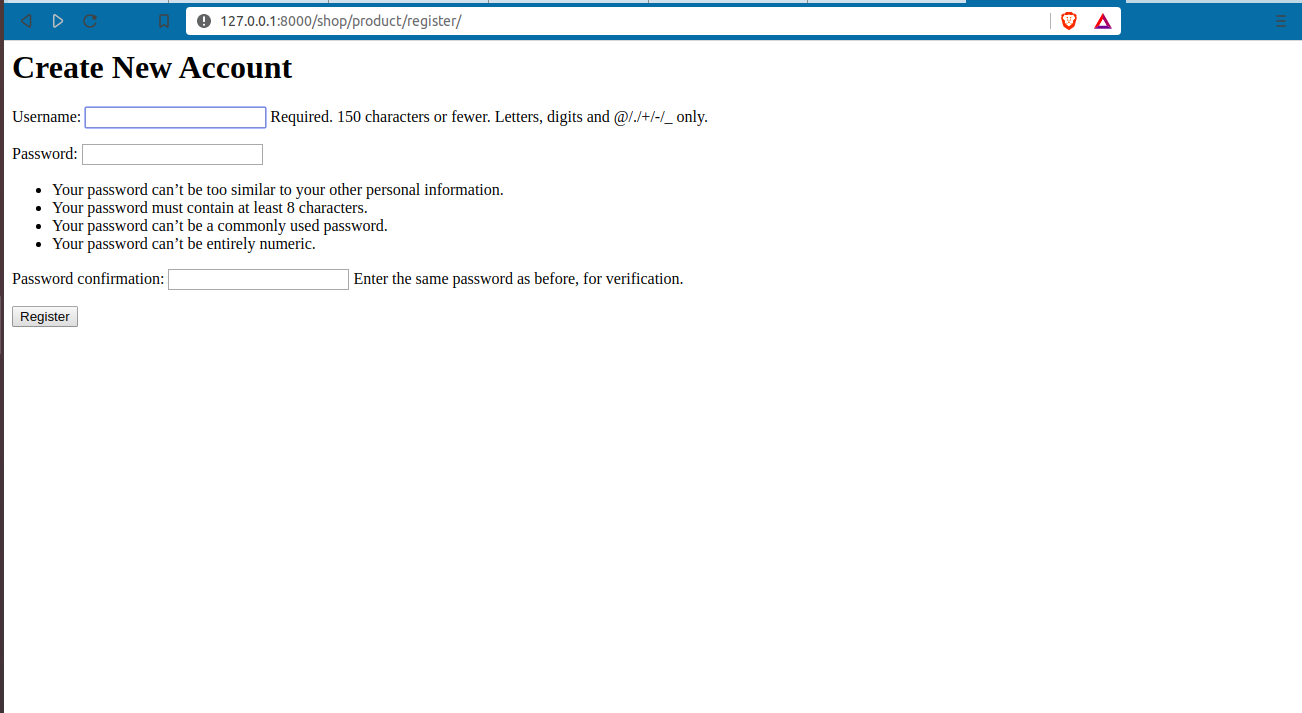 127.0.0.1:8000/shop/product/register/
Create New Account
Username: Required. 150 characters or fewer. Letters, digits and @/./+/-/_ only.
Password:
• Your password can’t be too similar to your other personal information.
• Your password must contain at least 8 characters.
• Your password can’t be a commonly used password.
• Your password can’t be entirely numeric.
Password confirmation: Enter the same password as before, for verification.
Register